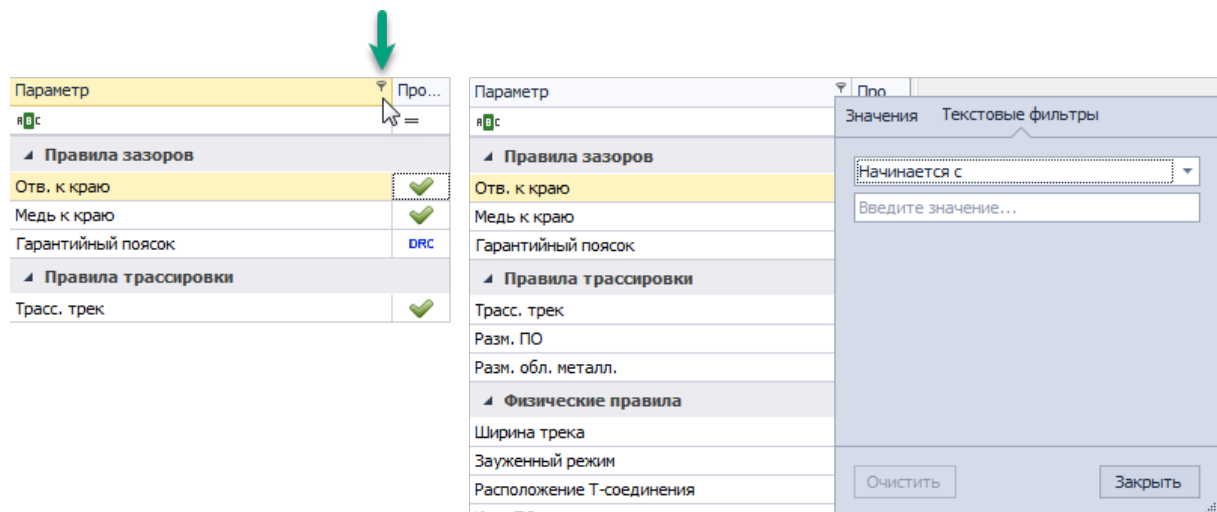 Параметр
Про...
ABC
=
Правила зазоров
Отв. к краю
Медь к краю
Гарантийный поясок
DRC
Правила трассировки
Трасс. трек
Параметр
Про
ABC
Правила зазоров
Отв. к краю
Медь к краю
Гарантийный поясок
Правила трассировки
Трасс. трек
Разм. ПО
Разм. обл. металл.
Физические правила
Ширина трека
Зауженный режим
Расположение Т-соединения
Значения
Текстовые фильтры
Начинается с
Введите значение...
Очистить
Закрыть